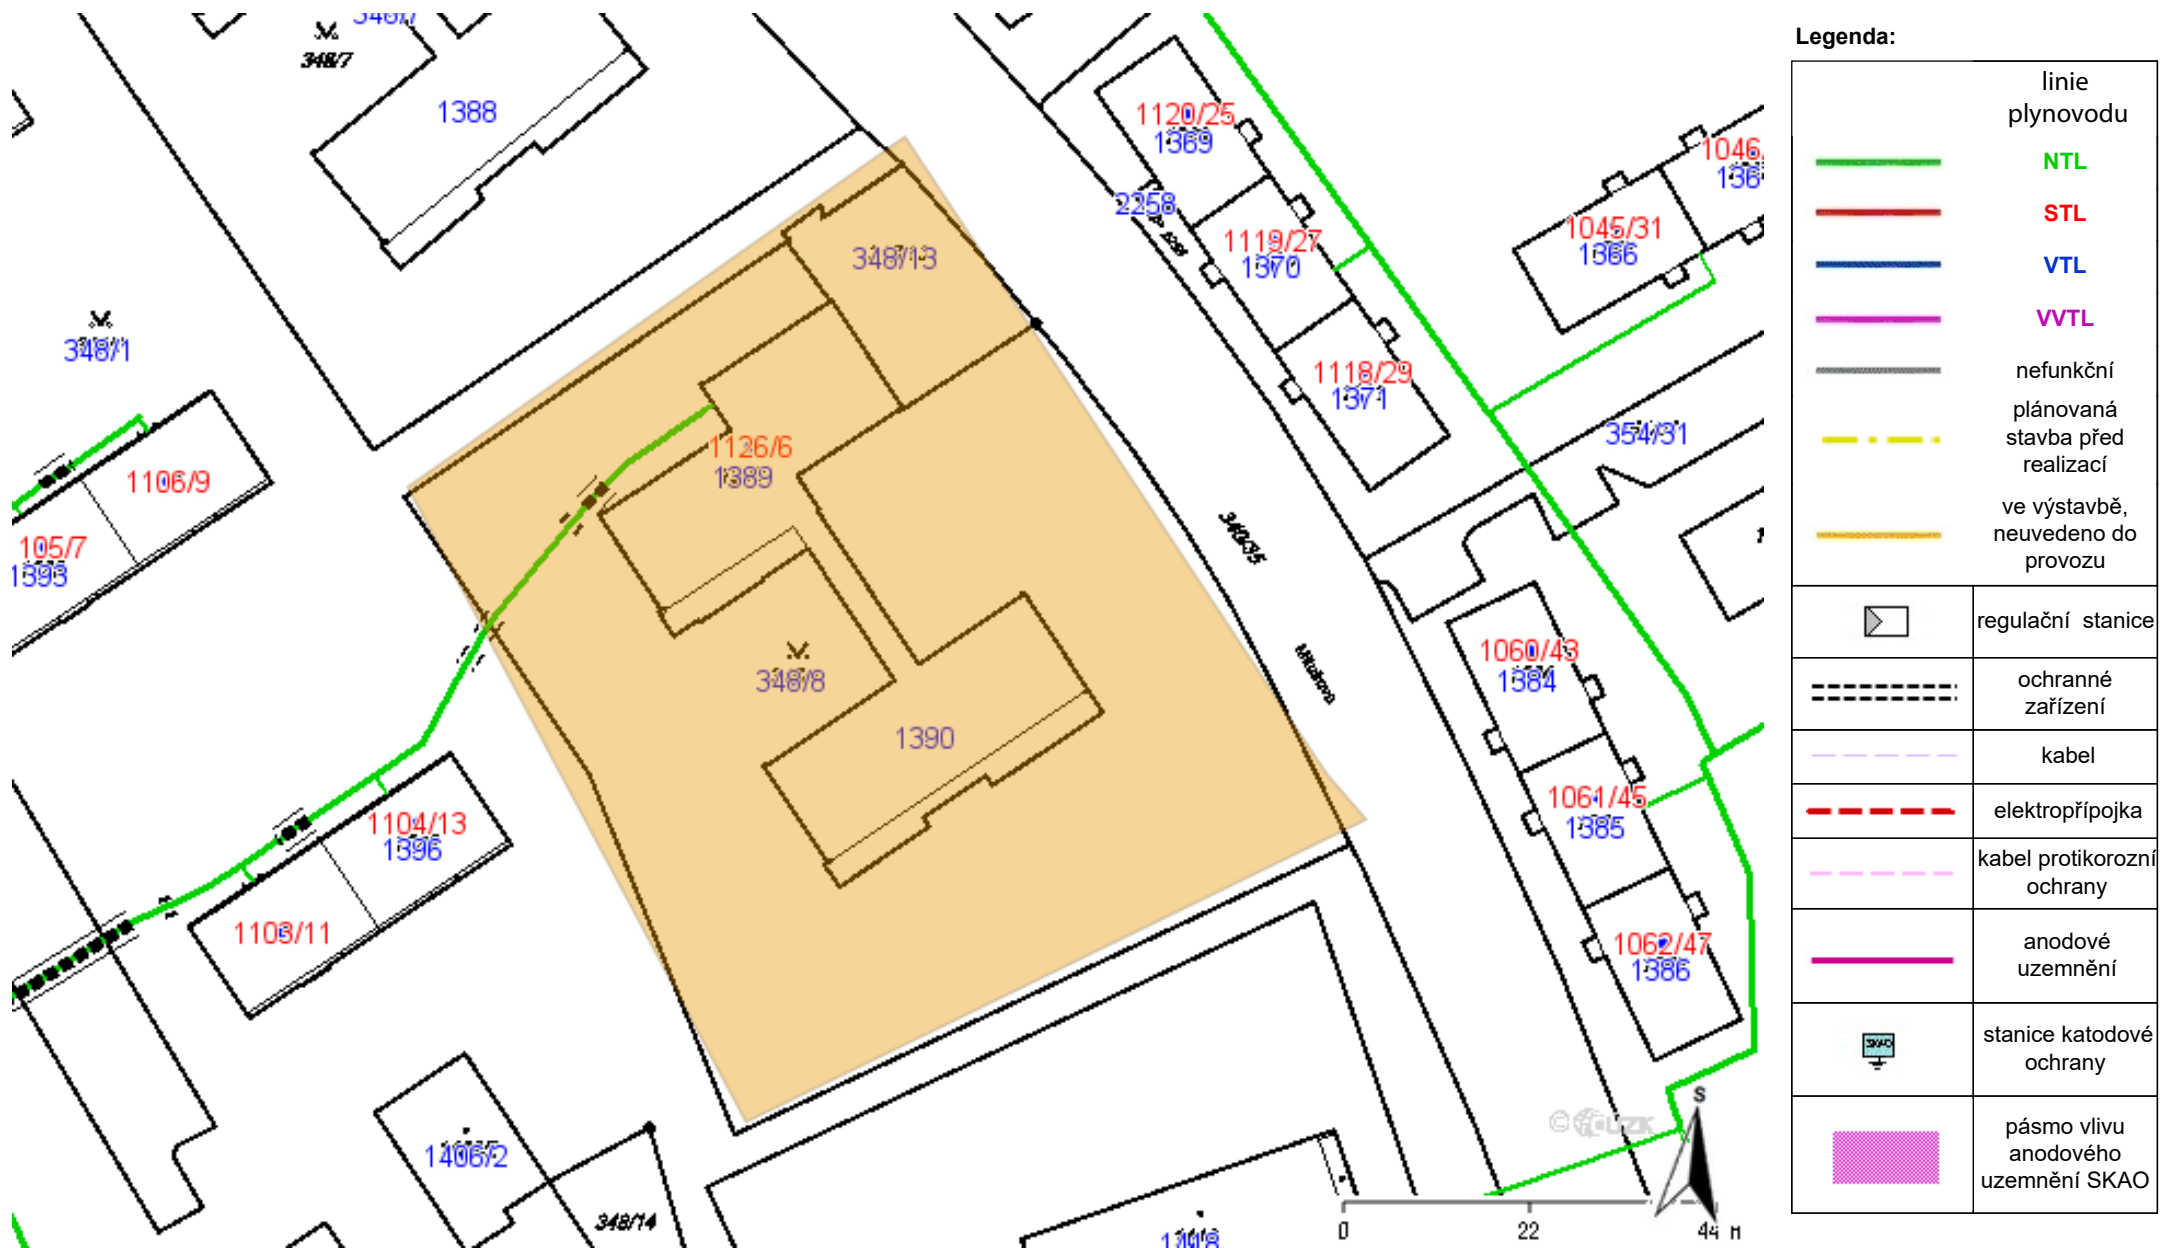 348/7
1388
1120/25
1369
1046
136
2258
1045/31
1366
348/13
1119/27
1370
348/1
1118/29
1371
354/31
1126/6
1389
1106/9
105/7
1393
1060/43
1384
348/8
1390
1061/45
1385
1104/13
1396
1103/11
1062/47
1386
1406/2
348/14
1418
S
0 22 44 M
Legenda:
linie
plynovodu
NTL
STL
VTL
VVTL
nefunkční
plánovaná
stavba před
realizací
ve výstavbě,
neuvedeno do
provozu
regulační stanice
ochranné
zařízení
kabel
elektropřípojka
kabel protikorozní
ochrany
anodové
uzemnění
SKAO
stanice katodové
ochrany
pásmo vlivu
anodového
uzemnění SKAO